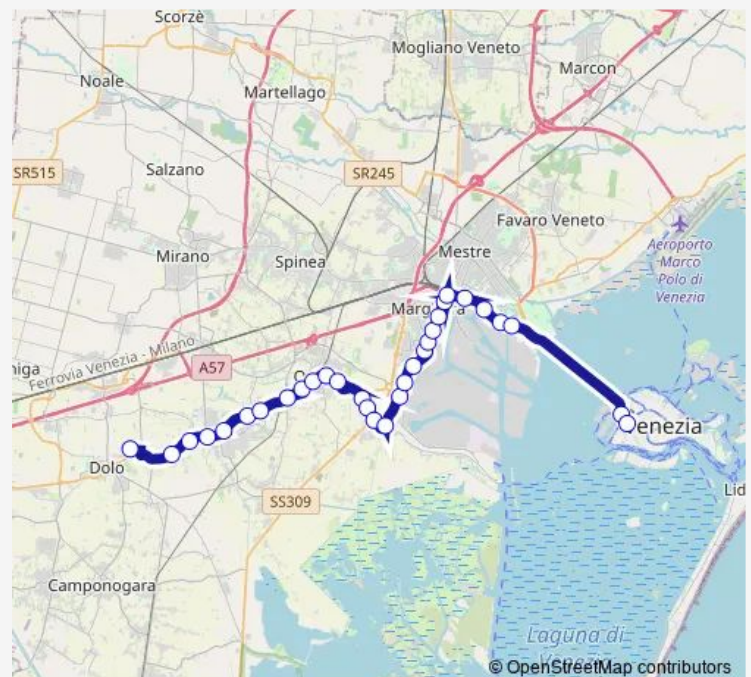 Scorzè
Mogliano Veneto
Marcon
Noale
Martellago
SR515
Salzano
SR245
Favaro Veneto
Mirano
Spinea
Mestre
Aeroporto
Marco
Polo di
Venezia
Ferrovia Venezia - Milano
A57
Dolo
enezia
SS309
Lid
Camponogara
Laguna di
© OpenStreetMap contributors